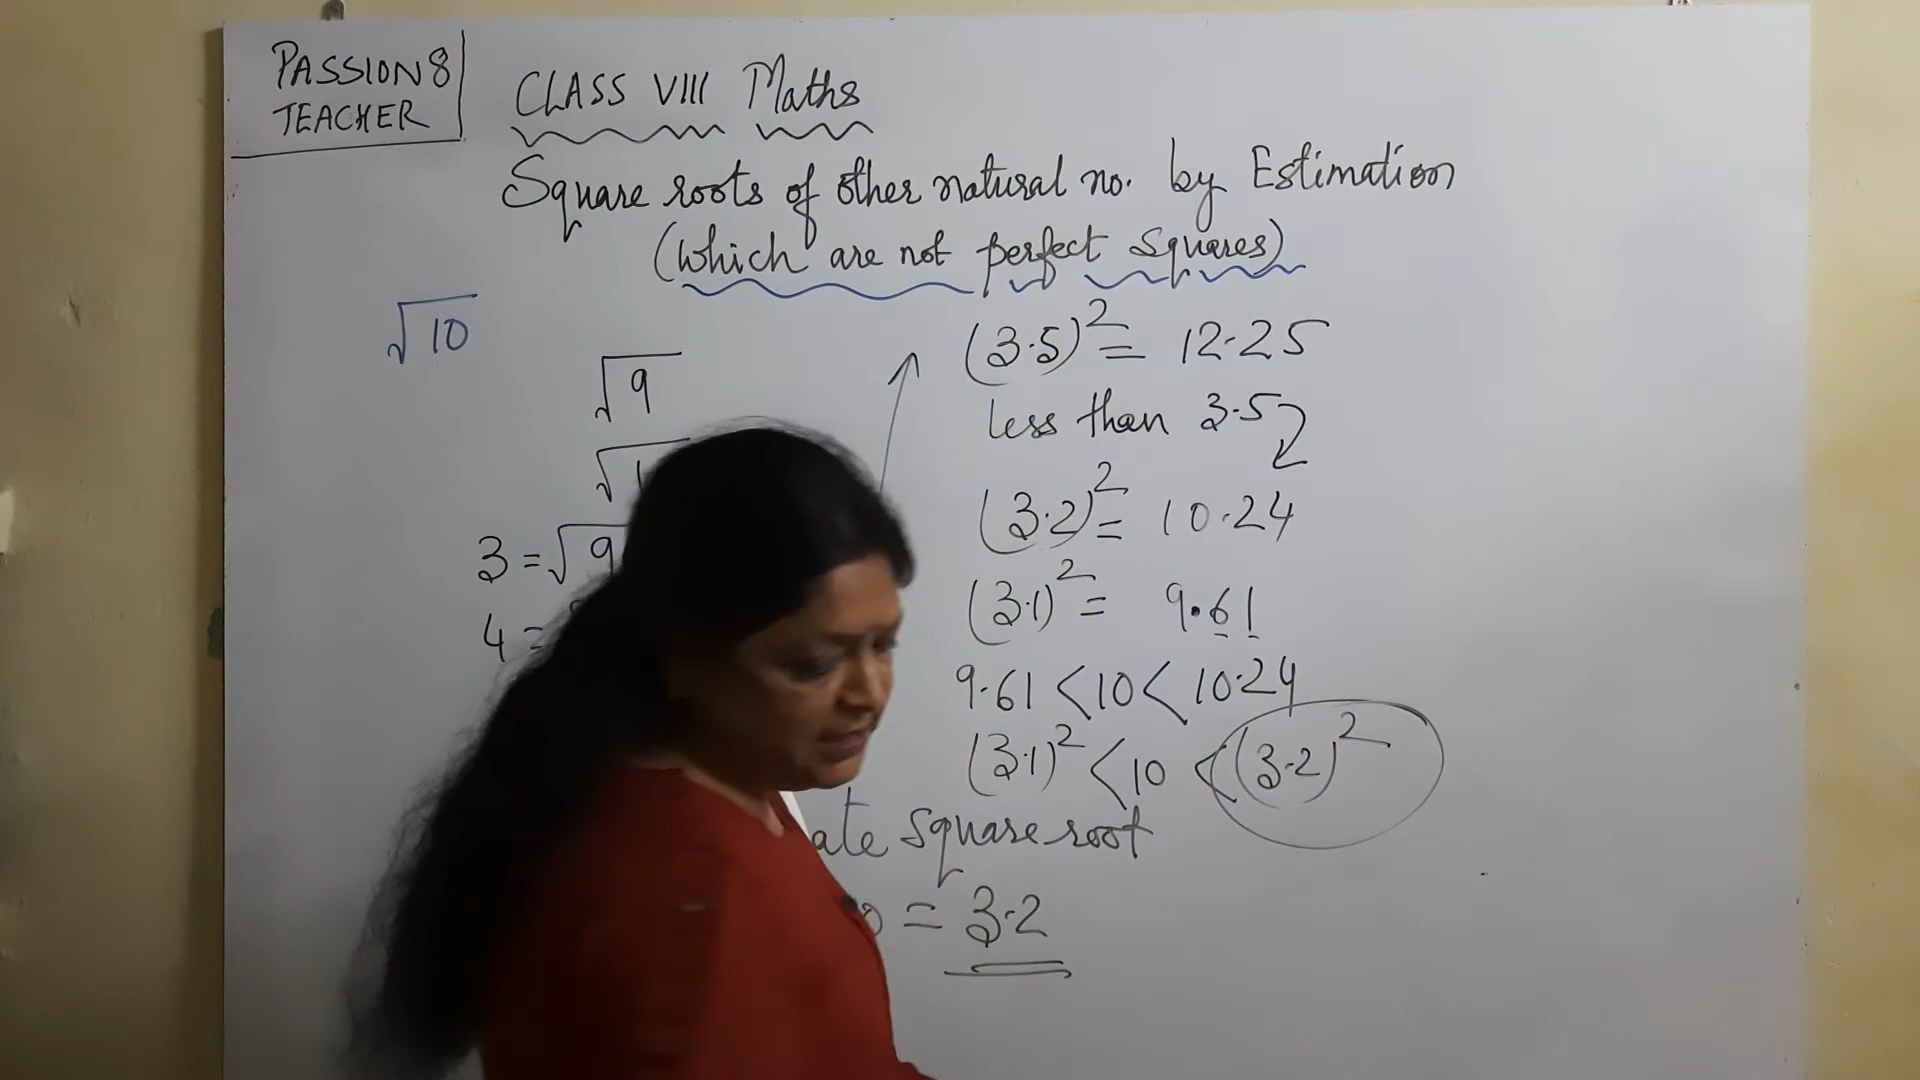 PASSION8
TEACHER
CLASS VIII Maths
Square roots of other natural no. by Estimation
(which are not perfect squares)
√10
√9
3 = √9
4 =
(3.5)² = 12.25
less than 3.5
(3.2)² = 10.24
(3.1)² = 9.61
9.61 < 10 < 10.24
(3.1)² < 10 < (3.2)²
ate square root
= 3.2